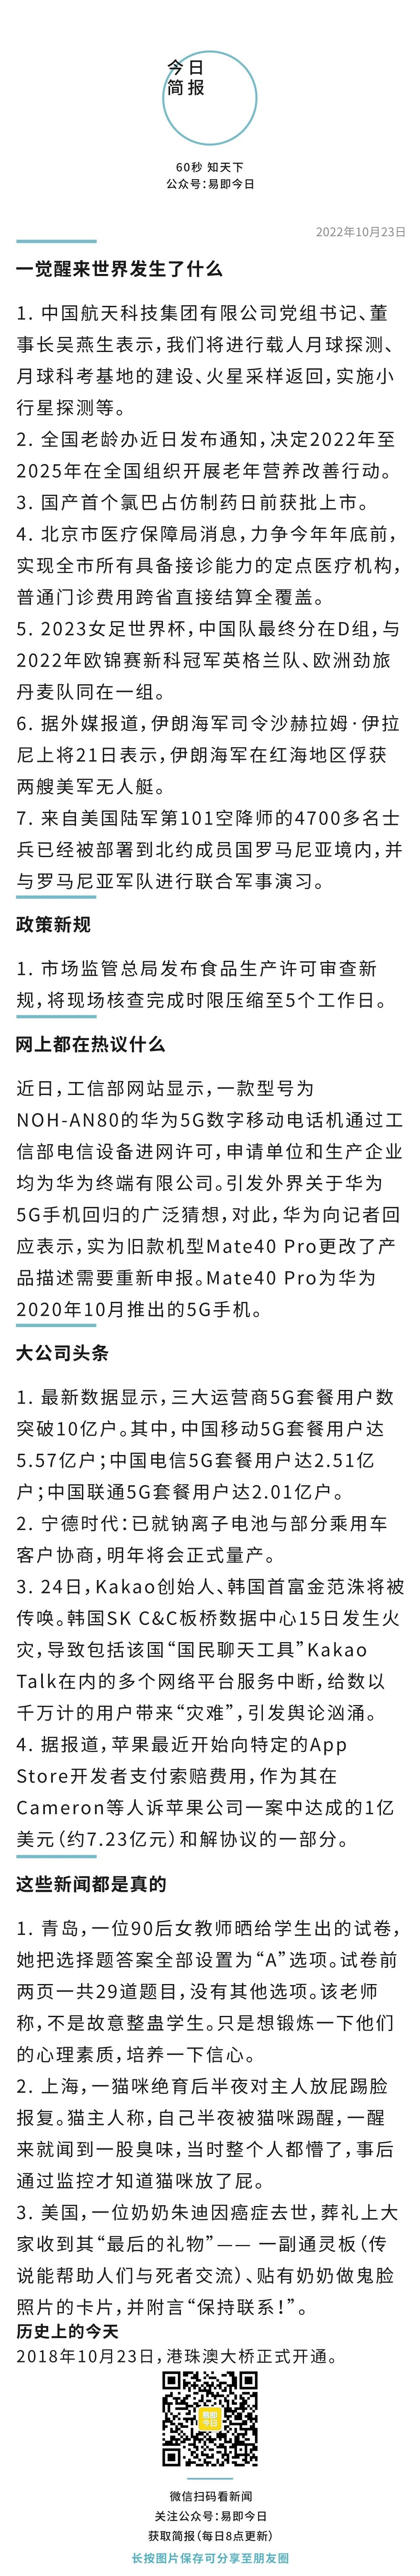 今日
简报
60秒 知天下
公众号：易即今日
2022年10月23日
一觉醒来世界发生了什么
1. 中国航天科技集团有限公司党组书记、董
事长吴燕生表示，我们将进行载人月球探测、
月球科考基地的建设、火星采样返回，实施小
行星探测等。
2. 全国老龄办近日发布通知，决定2022年至
2025年在全国组织开展老年营养改善行动。
3. 国产首个氯巴占仿制药日前获批上市。
4. 北京市医疗保障局消息，力争今年年底前，
实现全市所有具备接诊能力的定点医疗机构，
普通门诊费用跨省直接结算全覆盖。
5. 2023女足世界杯，中国队最终分在D组，与
2022年欧锦赛新科冠军英格兰队、欧洲劲旅
丹麦队同在一组。
6. 据外媒报道，伊朗海军司令沙赫拉姆·伊拉
尼上将21日表示，伊朗海军在红海地区俘获
两艘美军无人艇。
7. 来自美国陆军第101空降师的4700多名士
兵已经被部署到北约成员国罗马尼亚境内，并
与罗马尼亚军队进行联合军事演习。
政策新规
1. 市场监管总局发布食品生产许可审查新
规，将现场核查完成时限压缩至5个工作日。
网上都在热议什么
近日，工信部网站显示，一款型号为
NOH-AN80的华为5G数字移动电话机通过工
信部电信设备进网许可，申请单位和生产企业
均为华为终端有限公司。引发外界关于华为
5G手机回归的广泛猜想，对此，华为向记者回
应表示，实为旧款机型Mate40 Pro更改了产
品描述需要重新申报。Mate40 Pro为华为
2020年10月推出的5G手机。
大公司头条
1. 最新数据显示，三大运营商5G套餐用户数
突破10亿户。其中，中国移动5G套餐用户达
5.57亿户；中国电信5G套餐用户达2.51亿
户；中国联通5G套餐用户达2.01亿户。
2. 宁德时代：已就钠离子电池与部分乘用车
客户协商，明年将会正式量产。
3. 24日，Kakao创始人、韩国首富金范洙将被
传唤。韩国SK C&C板桥数据中心15日发生火
灾，导致包括该国“国民聊天工具”Kakao
Talk在内的多个网络平台服务中断，给数以
千万计的用户带来“灾难”，引发舆论汹涌。
4. 据报道，苹果最近开始向特定的App
Store开发者支付索赔费用，作为其在
Cameron等人诉苹果公司一案中达成的1亿
美元（约7.23亿元）和解协议的一部分。
这些新闻都是真的
1. 青岛，一位90后女教师晒给学生出的试卷，
她把选择题答案全部设置为“A”选项。试卷前
两页一共29道题目，没有其他选项。该老师
称，不是故意整蛊学生。只是想锻炼一下他们
的心理素质，培养一下信心。
2. 上海，一猫咪绝育后半夜对主人放屁踢脸
报复。猫主人称，自己半夜被猫咪踢醒，一醒
来就闻到一股臭味，当时整个人都懵了，事后
通过监控才知道猫咪放了屁。
3. 美国，一位奶奶朱迪因癌症去世，葬礼上大
家收到其“最后的礼物”—— 一副通灵板（传
说能帮助人们与死者交流）、贴有奶奶做鬼脸
照片的卡片，并附言“保持联系！”。
历史上的今天
2018年10月23日，港珠澳大桥正式开通。
易即
今日
微信扫码看新闻
关注公众号：易即今日
获取简报（每日8点更新）
长按图片保存可分享至朋友圈